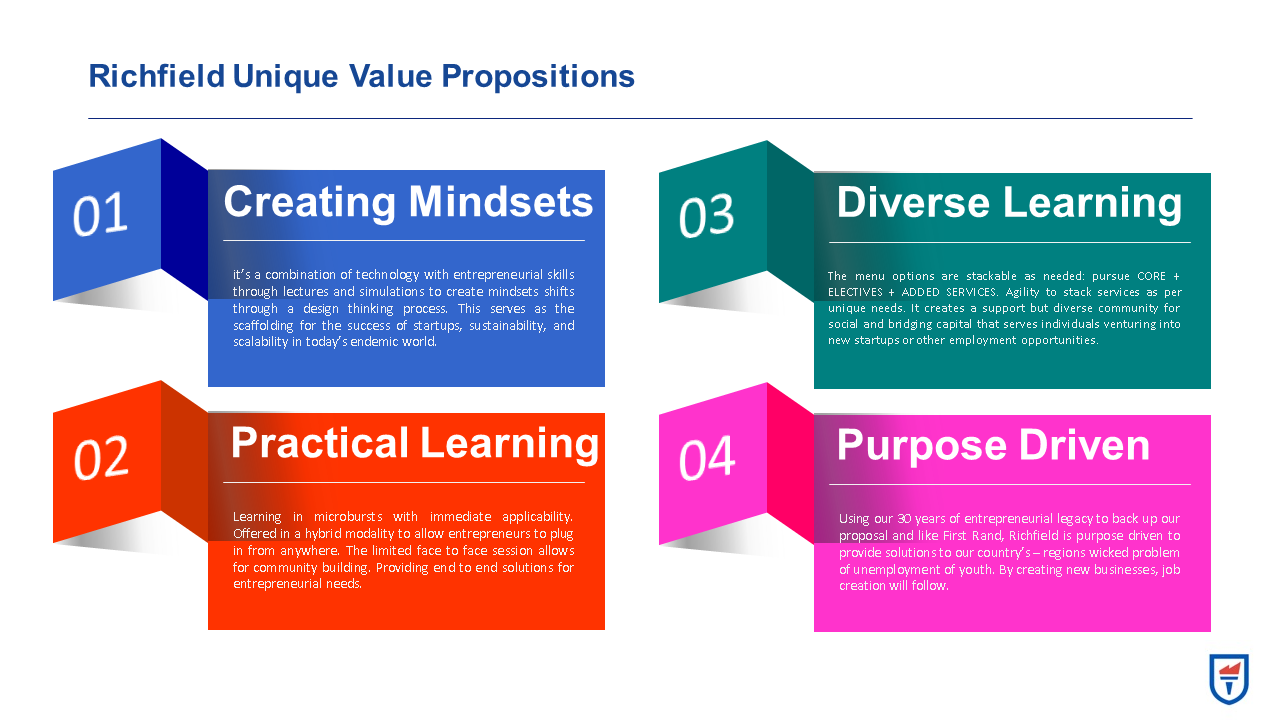 Richfield Unique Value Propositions
01
Creating Mindsets
it's a combination of technology with entrepreneurial skills
through lectures and simulations to create mindsets shifts
through a design thinking process. This serves as the
scaffolding for the success of startups, sustainability, and
scalability in today's endemic world.
02
Practical Learning
Learning in microbursts with immediate applicability.
Offered in a hybrid modality to allow entrepreneurs to plug
in from anywhere. The limited face to face session allows
for community building. Providing end to end solutions for
entrepreneurial needs.
03
Diverse Learning
The menu options are stackable as needed: pursue CORE +
ELECTIVES + ADDED SERVICES. Agility to stack services as per
unique needs. It creates a support but diverse community for
social and bridging capital that serves individuals venturing into
new startups or other employment opportunities.
04
Purpose Driven
Using our 30 years of entrepreneurial legacy to back up our
proposal and like First Rand, Richfield is purpose driven to
provide solutions to our country's – regions wicked problem
of unemployment of youth. By creating new businesses, job
creation will follow.